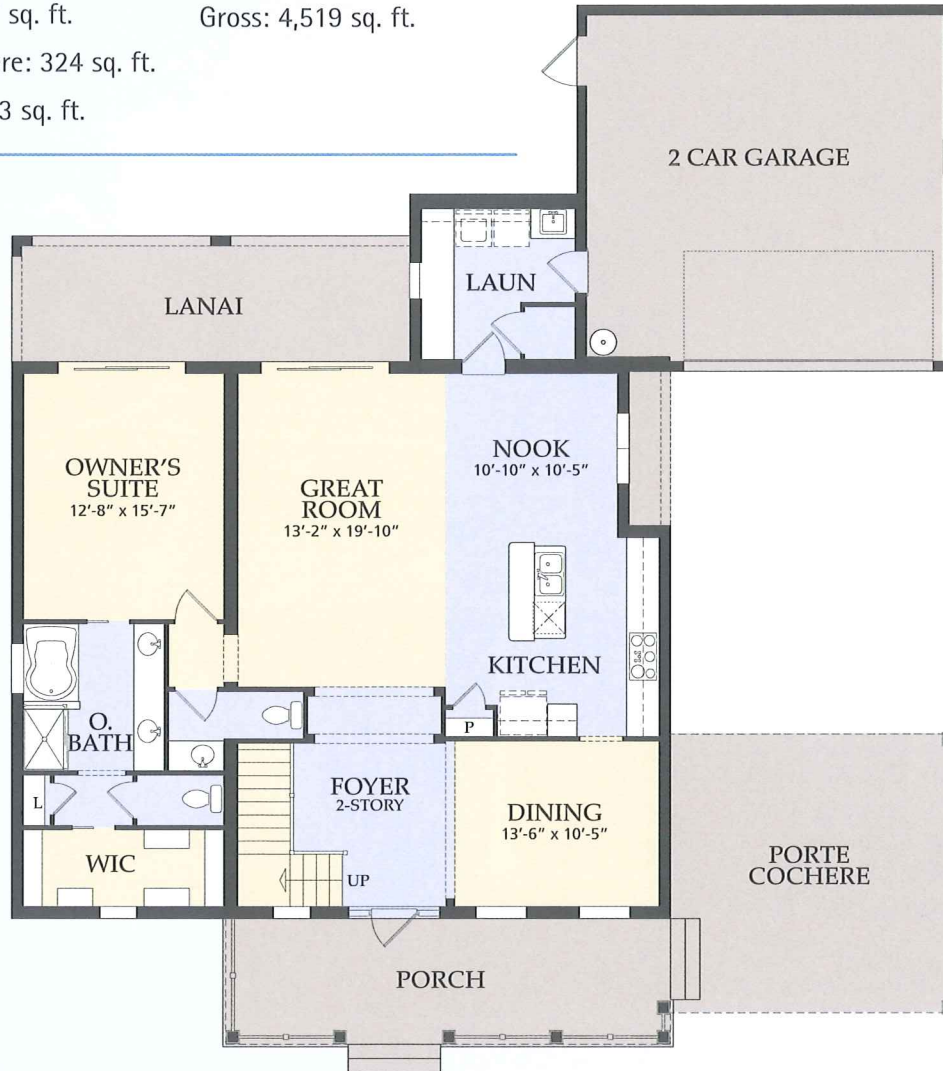 sq. ft.
Gross: 4,519 sq. ft.
re: 324 sq. ft.
3 sq. ft.
2 CAR GARAGE
LAUN
LANAI
OWNER'S
SUITE
12'-8" x 15'-7"
GREAT
ROOM
13'-2" x 19'-10"
NOOK
10'-10" x 10'-5"
KITCHEN
O.
BATH
P
L
FOYER
2-STORY
DINING
13'-6" x 10'-5"
WIC
UP
PORTE
COCHERE
PORCH